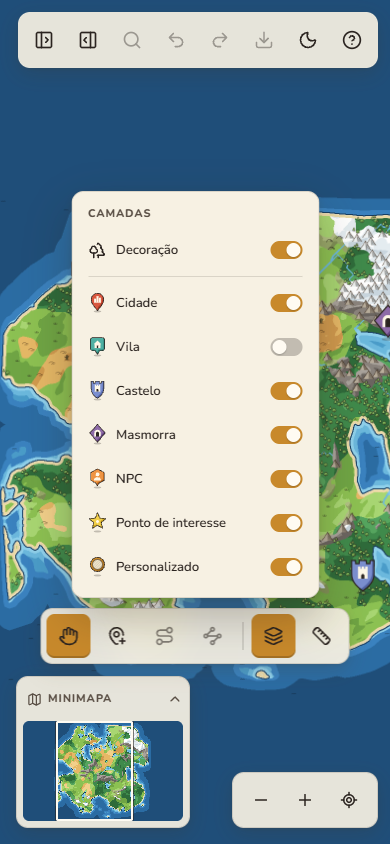 CAMADAS
Decoração
Cidade
Vila
Castelo
Masmorra
NPC
Ponto de interesse
Personalizado
MINIMAPA